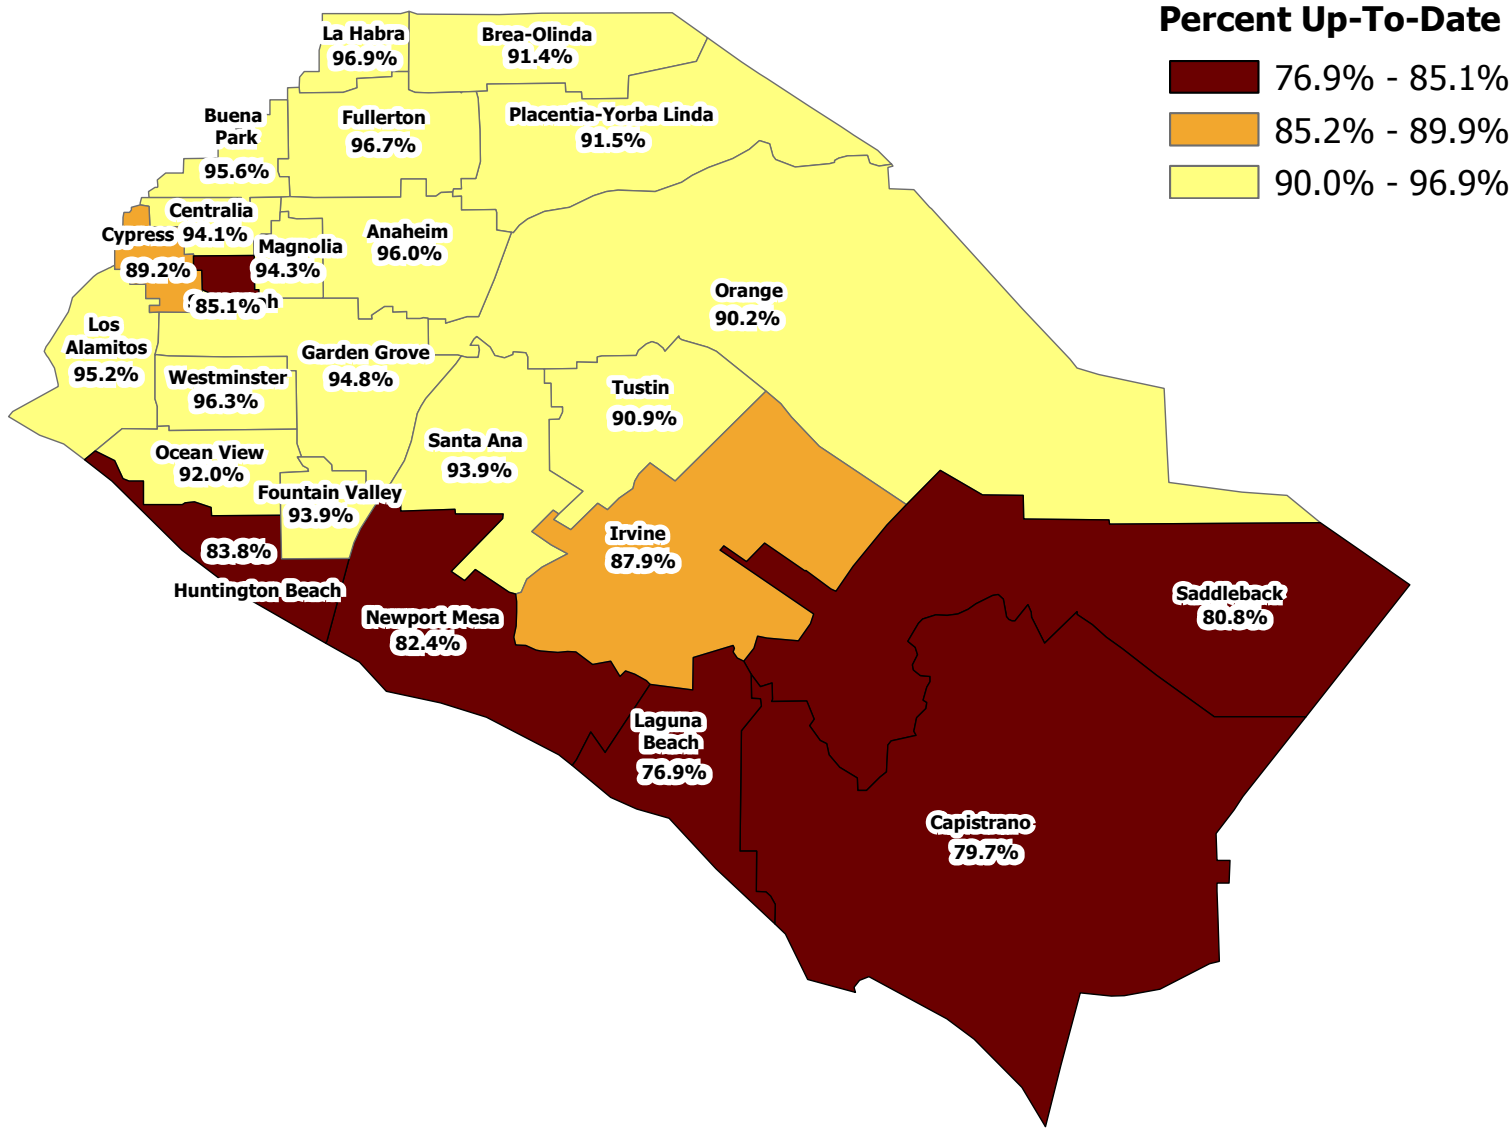 Percent Up-To-Date
76.9% - 85.1%
85.2% - 89.9%
90.0% - 96.9%
La Habra
96.9%
Brea-Olinda
91.4%
Buena
Park
95.6%
Fullerton
96.7%
Placentia-Yorba Linda
91.5%
Centralia
94.1%
Cypress
89.2%
Magnolia
94.3%
Anaheim
96.0%
85.1%
Orange
90.2%
Los
Alamitos
95.2%
Garden Grove
94.8%
Westminster
96.3%
Tustin
90.9%
Santa Ana
93.9%
Ocean View
92.0%
Fountain Valley
93.9%
Irvine
87.9%
83.8%
Huntington Beach
Newport Mesa
82.4%
Saddleback
80.8%
Laguna
Beach
76.9%
Capistrano
79.7%